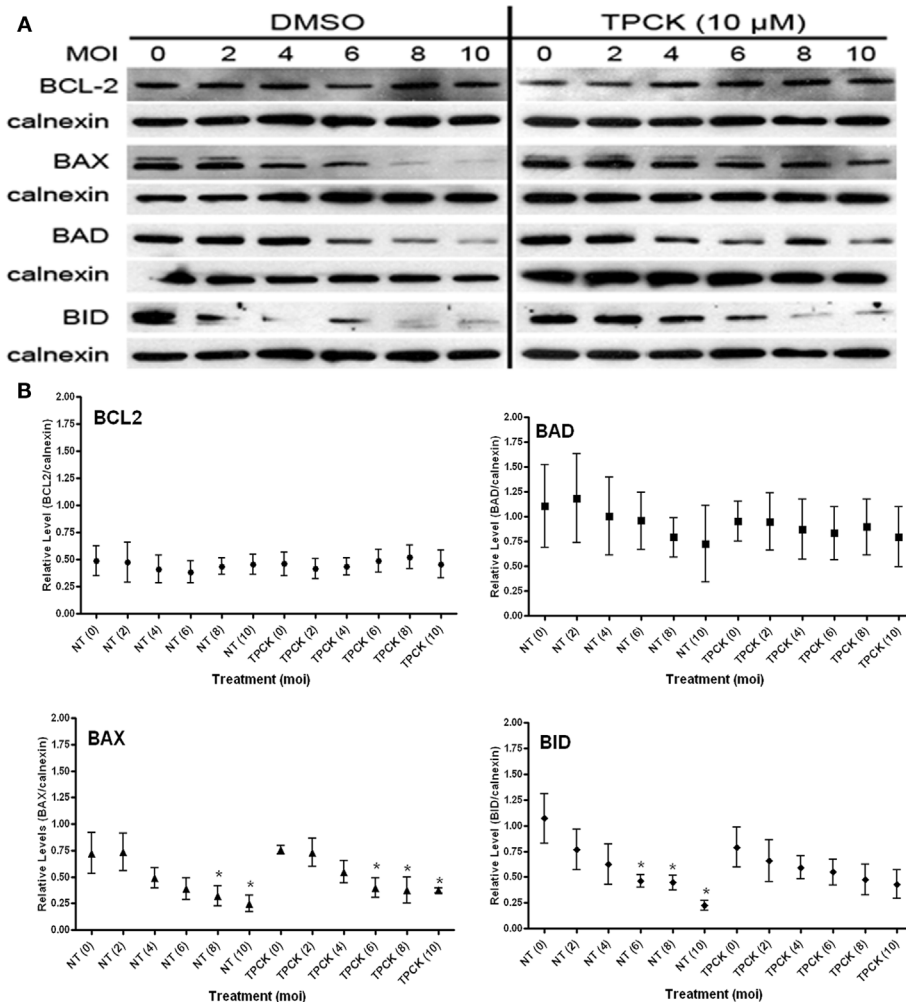 A
DMSO TPCK (10 µM)
MOI 0 2 4 6 8 10 0 2 4 6 8 10
BCL-2
calnexin
BAX
calnexin
BAD
calnexin
BID
calnexin
B
BCL2
Relative Level (BCL2/calnexin)
2.00
1.75
1.50
1.25
1.00
0.75
0.50
0.25
0.00
NT (0) NT (2) NT (4) NT (6) NT (8) NT (10) TPCK (0) TPCK (2) TPCK (4) TPCK (6) TPCK (8) TPCK (10)
Treatment (moi)
BAD
Relative Level (BAD/calnexin)
2.00
1.75
1.50
1.25
1.00
0.75
0.50
0.25
0.00
NT (0) NT (2) NT (4) NT (6) NT (8) NT (10) TPCK (0) TPCK (2) TPCK (4) TPCK (6) TPCK (8) TPCK (10)
Treatment (moi)
BAX
Relative Levels (BAX/calnexin)
2.00
1.75
1.50
1.25
1.00
0.75
0.50
0.25
0.00
* * * * *
NT (0) NT (2) NT (4) NT (6) NT (8) NT (10) TPCK (0) TPCK (2) TPCK (4) TPCK (6) TPCK (8) TPCK (10)
Treatment (moi)
BID
Relative Level (BID/calnexin)
2.00
1.75
1.50
1.25
1.00
0.75
0.50
0.25
0.00
* * *
NT (0) NT (2) NT (4) NT (6) NT (8) NT (10) TPCK (0) TPCK (2) TPCK (4) TPCK (6) TPCK (8) TPCK (10)
Treatment (moi)